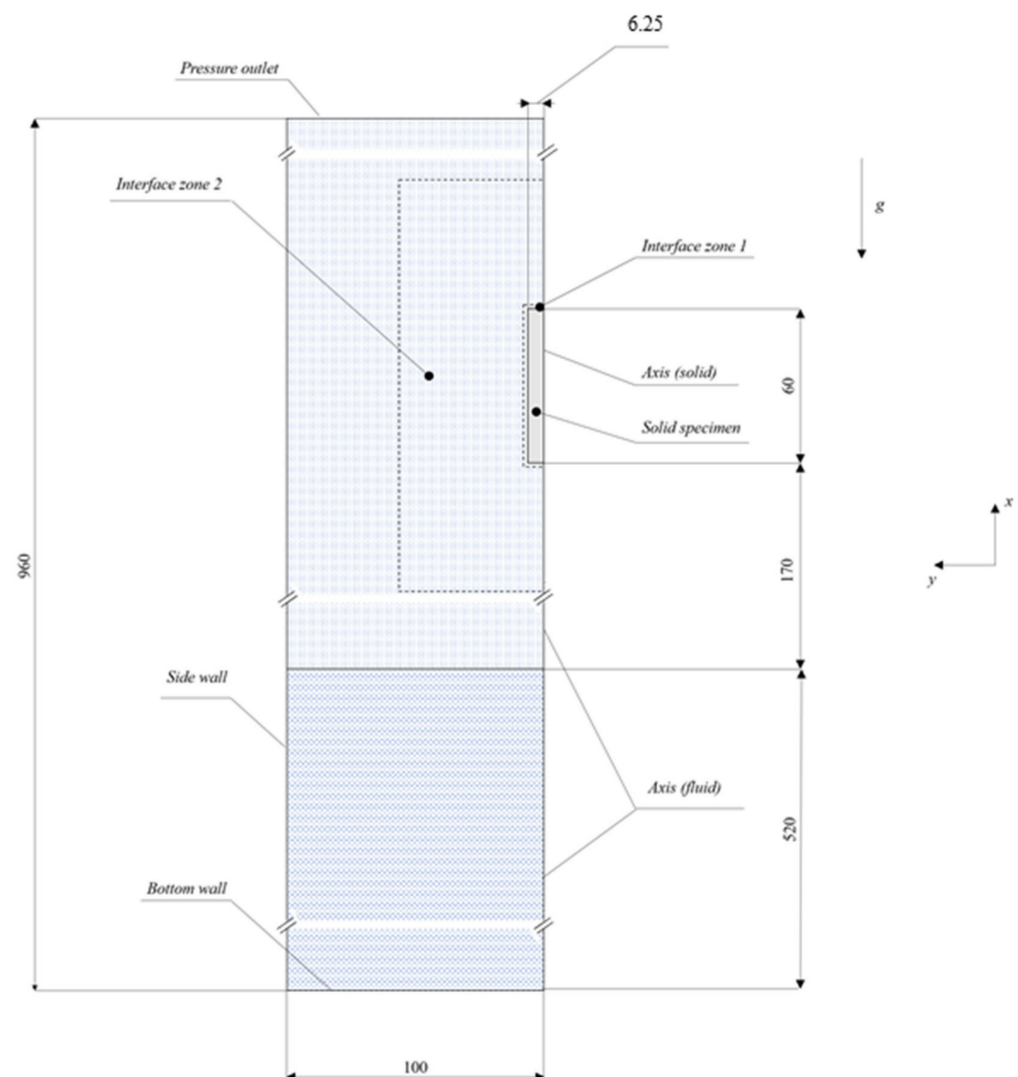 6.25
Pressure outlet
Interface zone 2
g
Interface zone 1
Axis (solid)
60
Solid specimen
x
960
170
y
Side wall
Axis (fluid)
520
Bottom wall
100